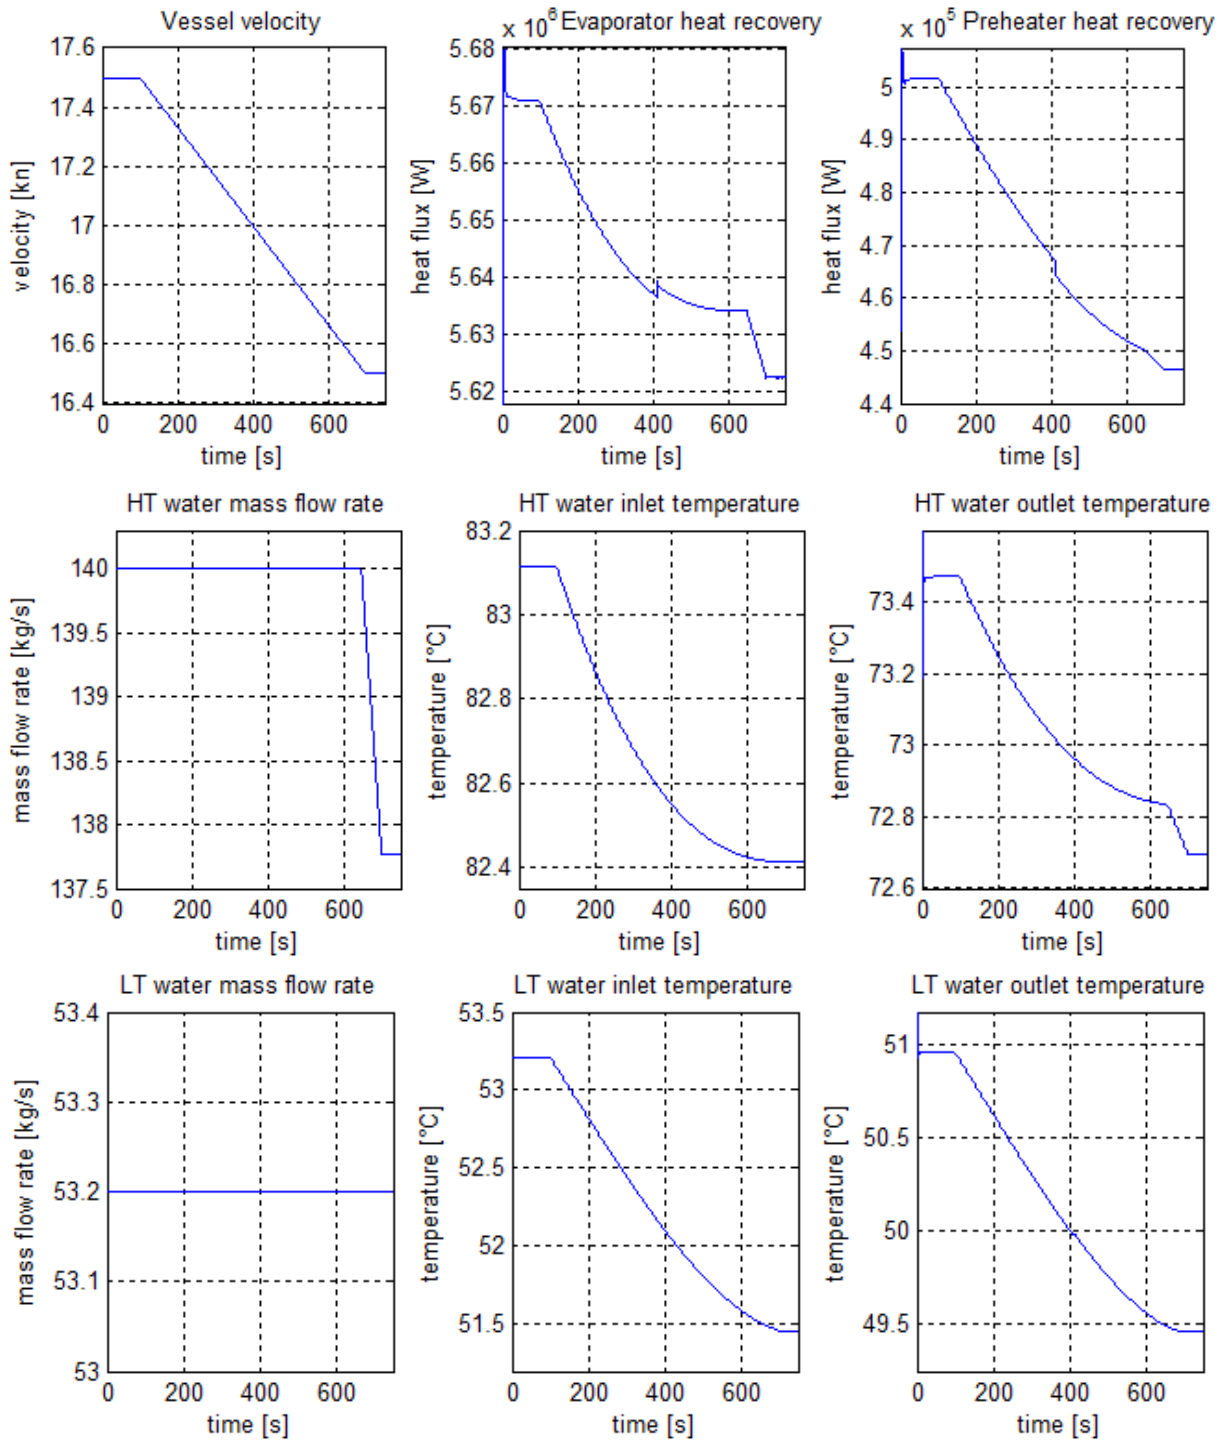 Vessel velocity
17.6
17.4
17.2
17
16.8
16.6
16.4
velocity [kn]
0 200 400 600
time [s]
x 10^6 Evaporator heat recovery
5.68
5.67
5.66
5.65
5.64
5.63
5.62
heat flux [W]
0 200 400 600
time [s]
x 10^5 Preheater heat recovery
5
4.9
4.8
4.7
4.6
4.5
4.4
heat flux [W]
0 200 400 600
time [s]
HT water mass flow rate
140
139.5
139
138.5
138
137.5
mass flow rate [kg/s]
0 200 400 600
time [s]
HT water inlet temperature
83.2
83
82.8
82.6
82.4
temperature [°C]
0 200 400 600
time [s]
HT water outlet temperature
73.4
73.2
73
72.8
72.6
temperature [°C]
0 200 400 600
time [s]
LT water mass flow rate
53.4
53.3
53.2
53.1
53
mass flow rate [kg/s]
0 200 400 600
time [s]
LT water inlet temperature
53.5
53
52.5
52
51.5
temperature [°C]
0 200 400 600
time [s]
LT water outlet temperature
51
50.5
50
49.5
temperature [°C]
0 200 400 600
time [s]